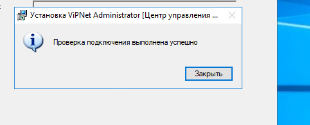 Установка ViPNet Administrator [Центр управления ...
Проверка подключения выполнена успешно
Закрыть